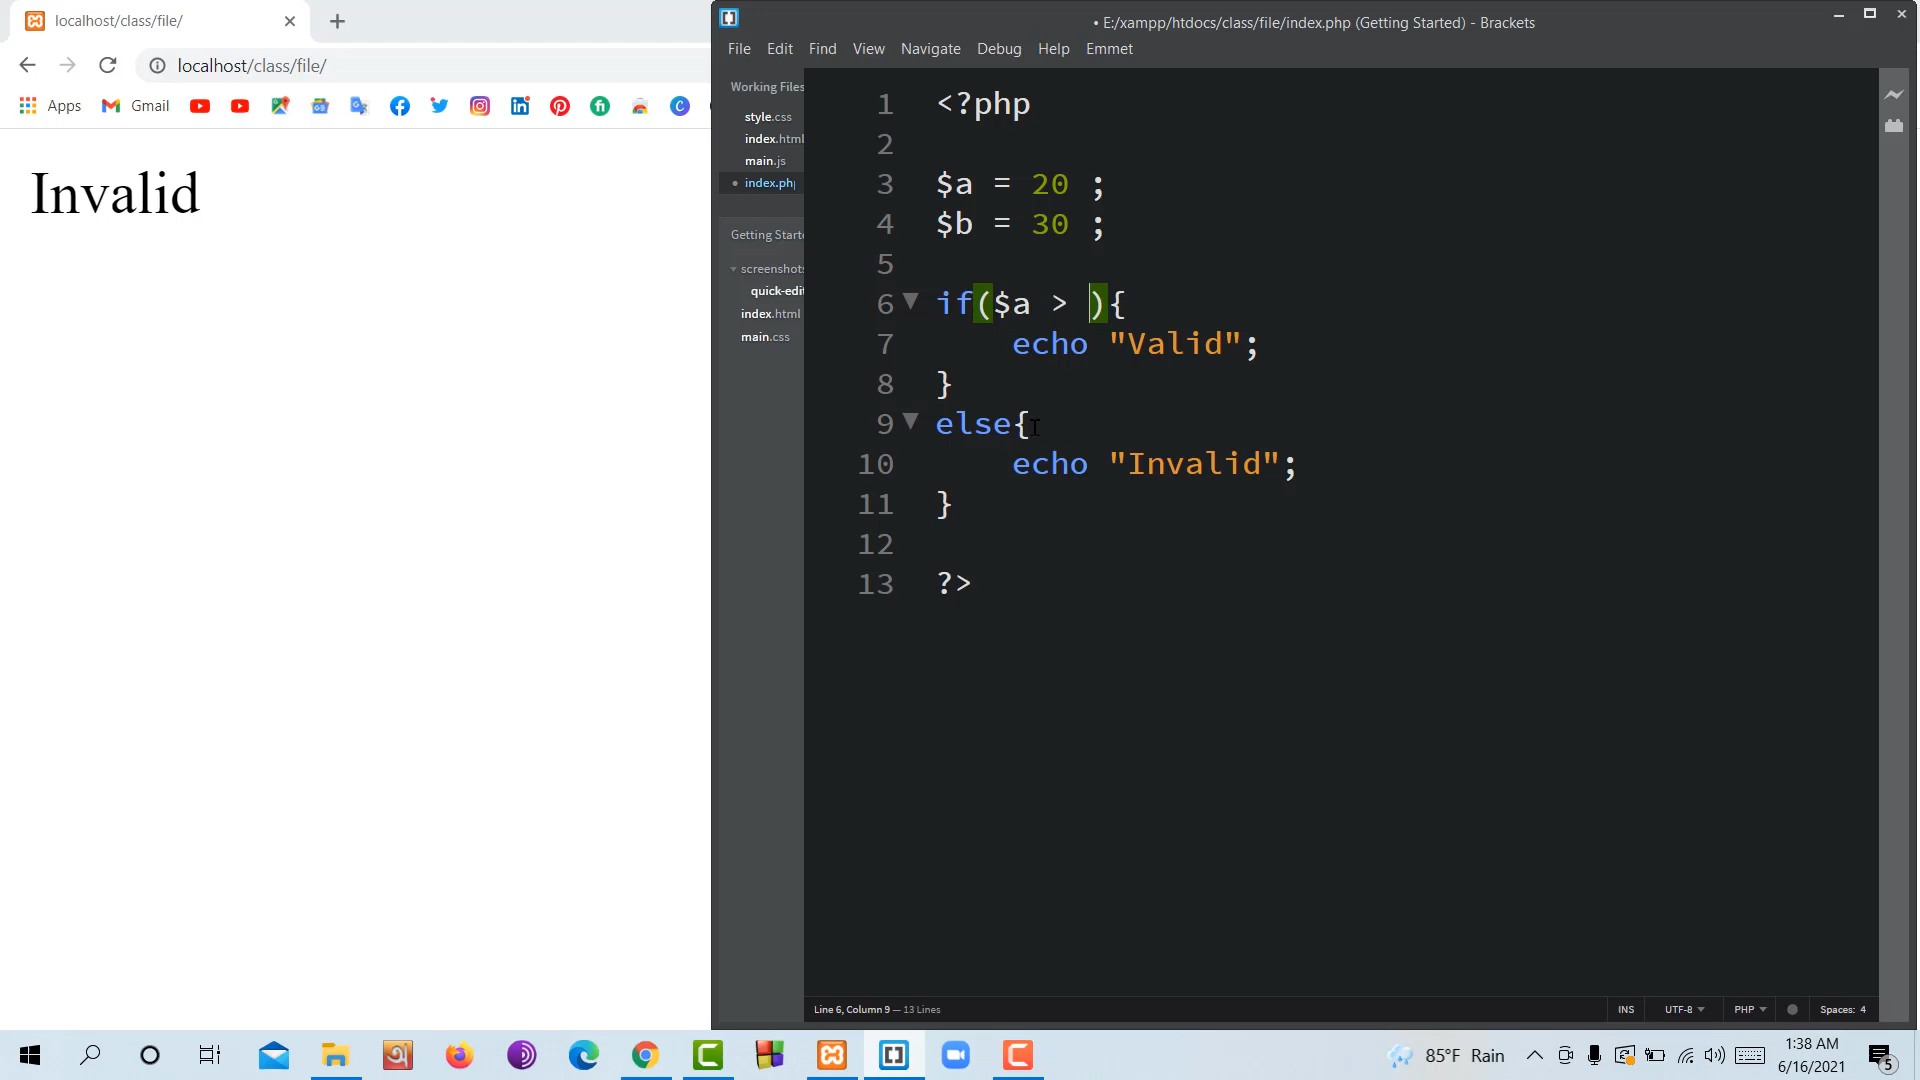 localhost/class/file/
localhost/class/file/
Apps
Gmail
Invalid
• E:/xampp/htdocs/class/file/index.php (Getting Started) - Brackets
File Edit Find View Navigate Debug Help Emmet
Working Files
style.css
index.html
main.js
index.php
Getting Starte
screenshots
quick-edit
index.html
main.css
1 <?php
2
3 $a = 20 ;
4 $b = 30 ;
5
6 if($a > ){
7 echo "Valid";
8 }
9 else{
10 echo "Invalid";
11 }
12
13 ?>
Line 6, Column 9 — 13 Lines
INS UTF-8 PHP Spaces: 4
85°F Rain
1:38 AM
6/16/2021
5